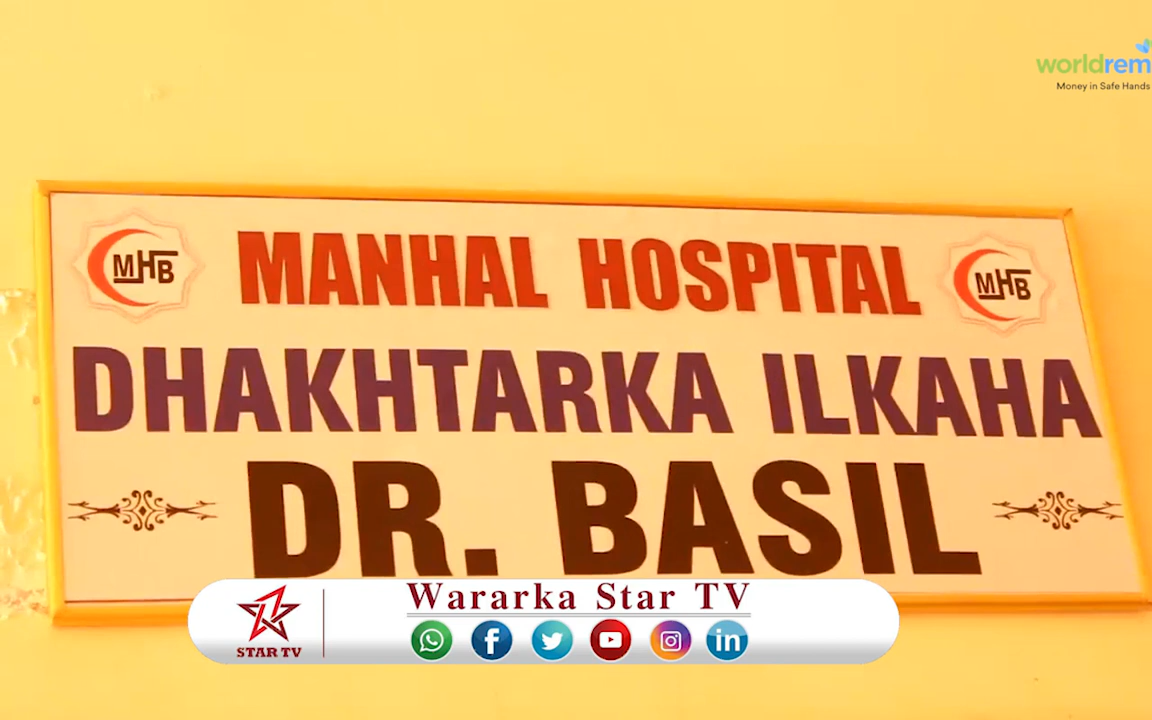 worldrem
Money in Safe Hands
MHB
MANHAL HOSPITAL
MHB
DHAKHTARKA ILKAHA
DR. BASIL
STAR TV
Wararka Star TV